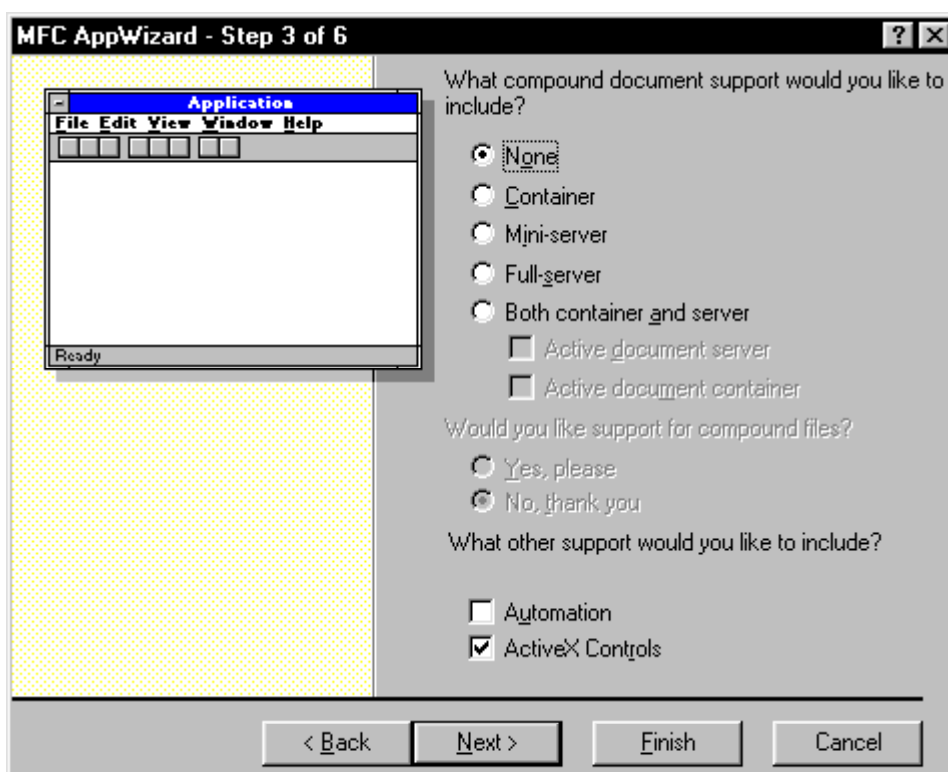 MFC AppWizard - Step 3 of 6
Application
File Edit View Window Help
Ready
What compound document support would you like to
include?
None
Container
Mini-server
Full-server
Both container and server
Active document server
Active document container
Would you like support for compound files?
Yes, please
No, thank you
What other support would you like to include?
Automation
ActiveX Controls
< Back Next > Finish Cancel